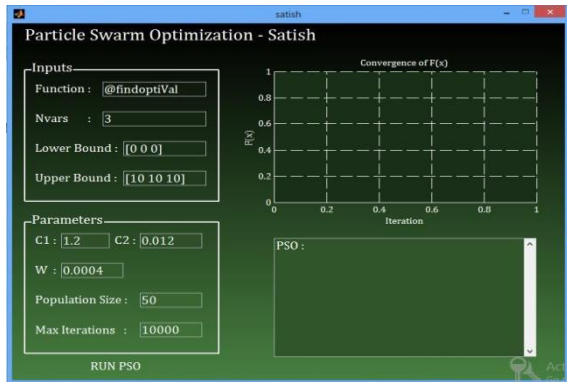 satish
Particle Swarm Optimization - Satish
Inputs
Function : @findoptiVal
Nvars : 3
Lower Bound : [0 0 0]
Upper Bound : [10 10 10]
Parameters
C1 : 1.2 C2 : 0.012
W : 0.0004
Population Size : 50
Max Iterations : 10000
RUN PSO
Convergence of F(x)
F(x)
1
0.8
0.6
0.4
0.2
0
0 0.2 0.4 0.6 0.8 1
Iteration
PSO :